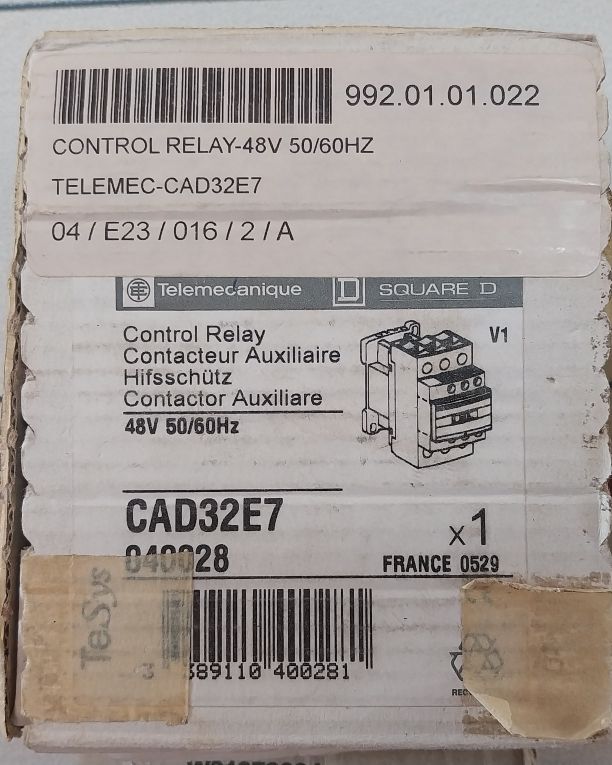 992.01.01.022
CONTROL RELAY-48V 50/60HZ
TELEMEC-CAD32E7
04 / E23 / 016 / 2 / A
Telemecanique D SQUARE D
Control Relay V1
Contacteur Auxiliaire
Hifsschütz
Contactor Auxiliare
48V 50/60Hz
CAD32E7
x1
040028
FRANCE 0529
TeSys
3 389110 400281